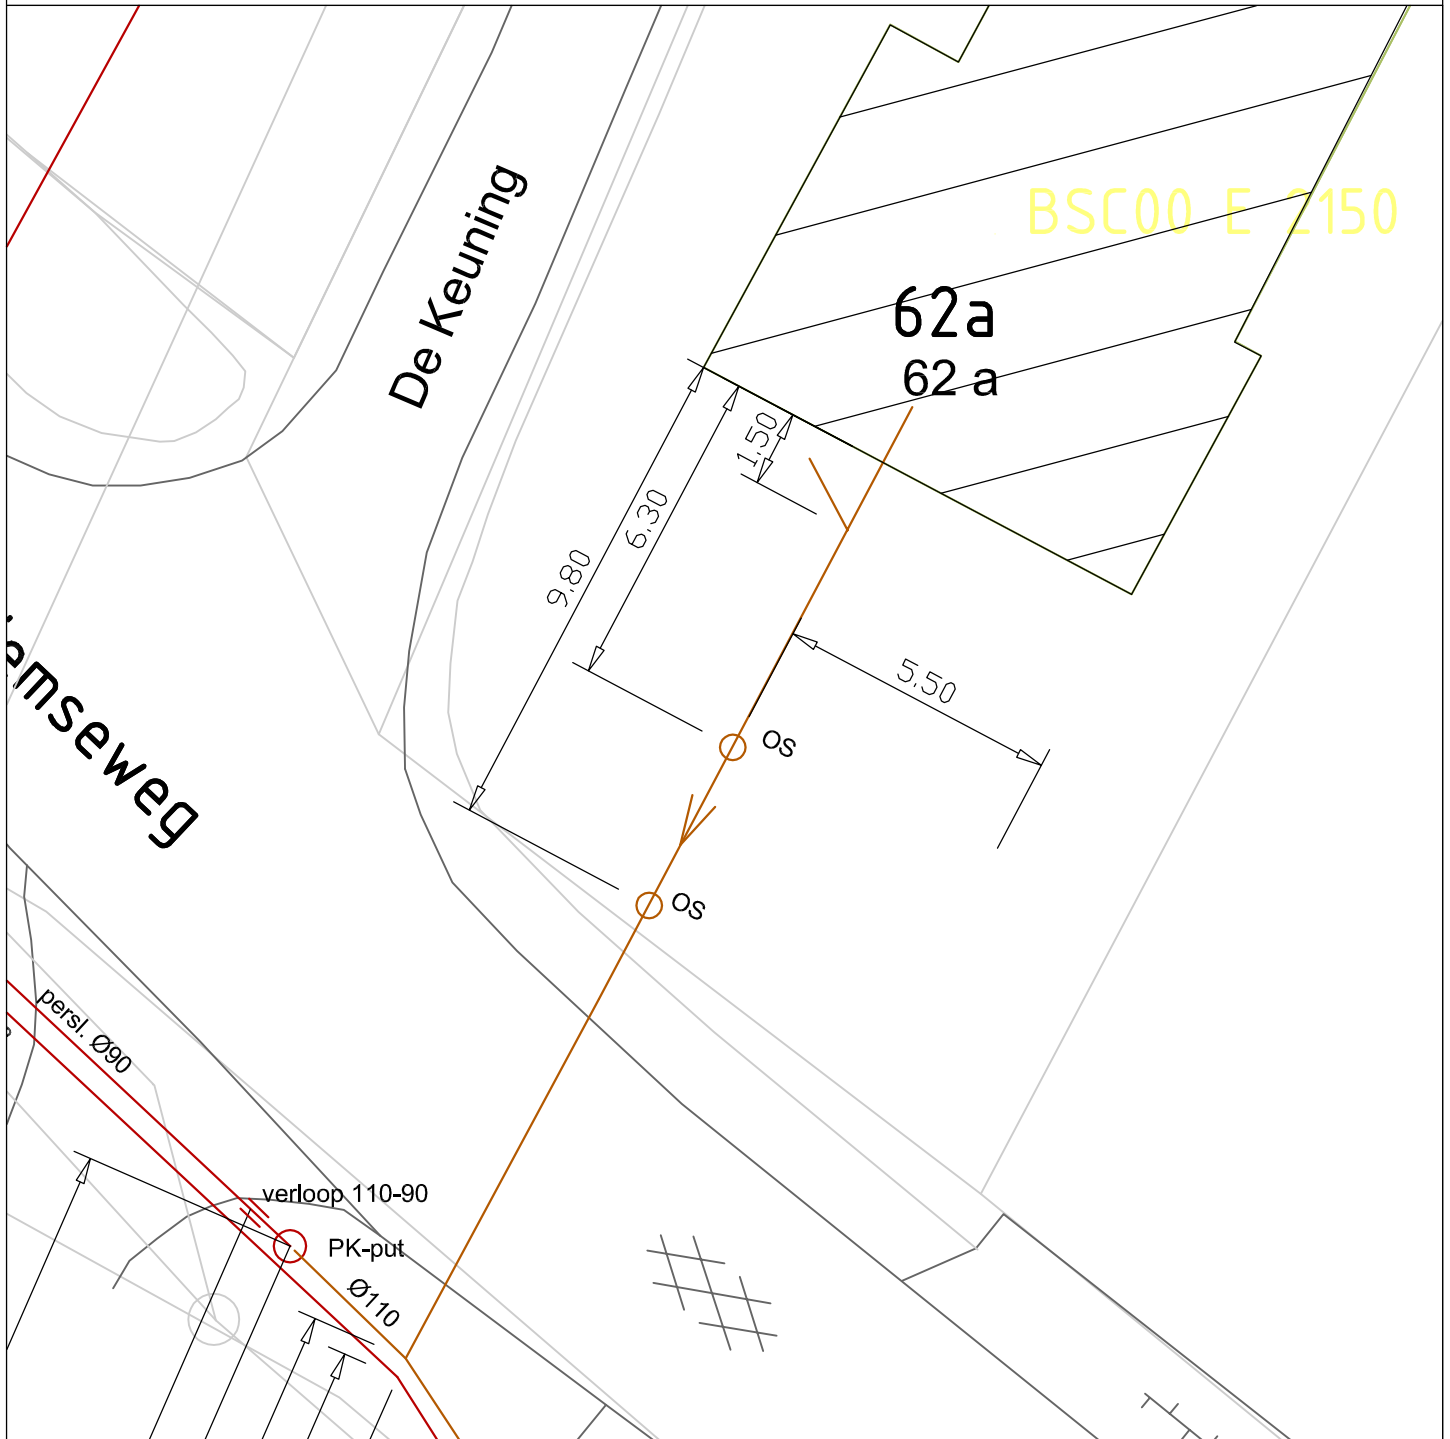 De Keuning
BSC00 E 2150
62a
62 a
1.50
6.30
9.80
5.50
OS
OS
emseweg
persl. Ø90
verloop 110-90
PK-put
Ø110